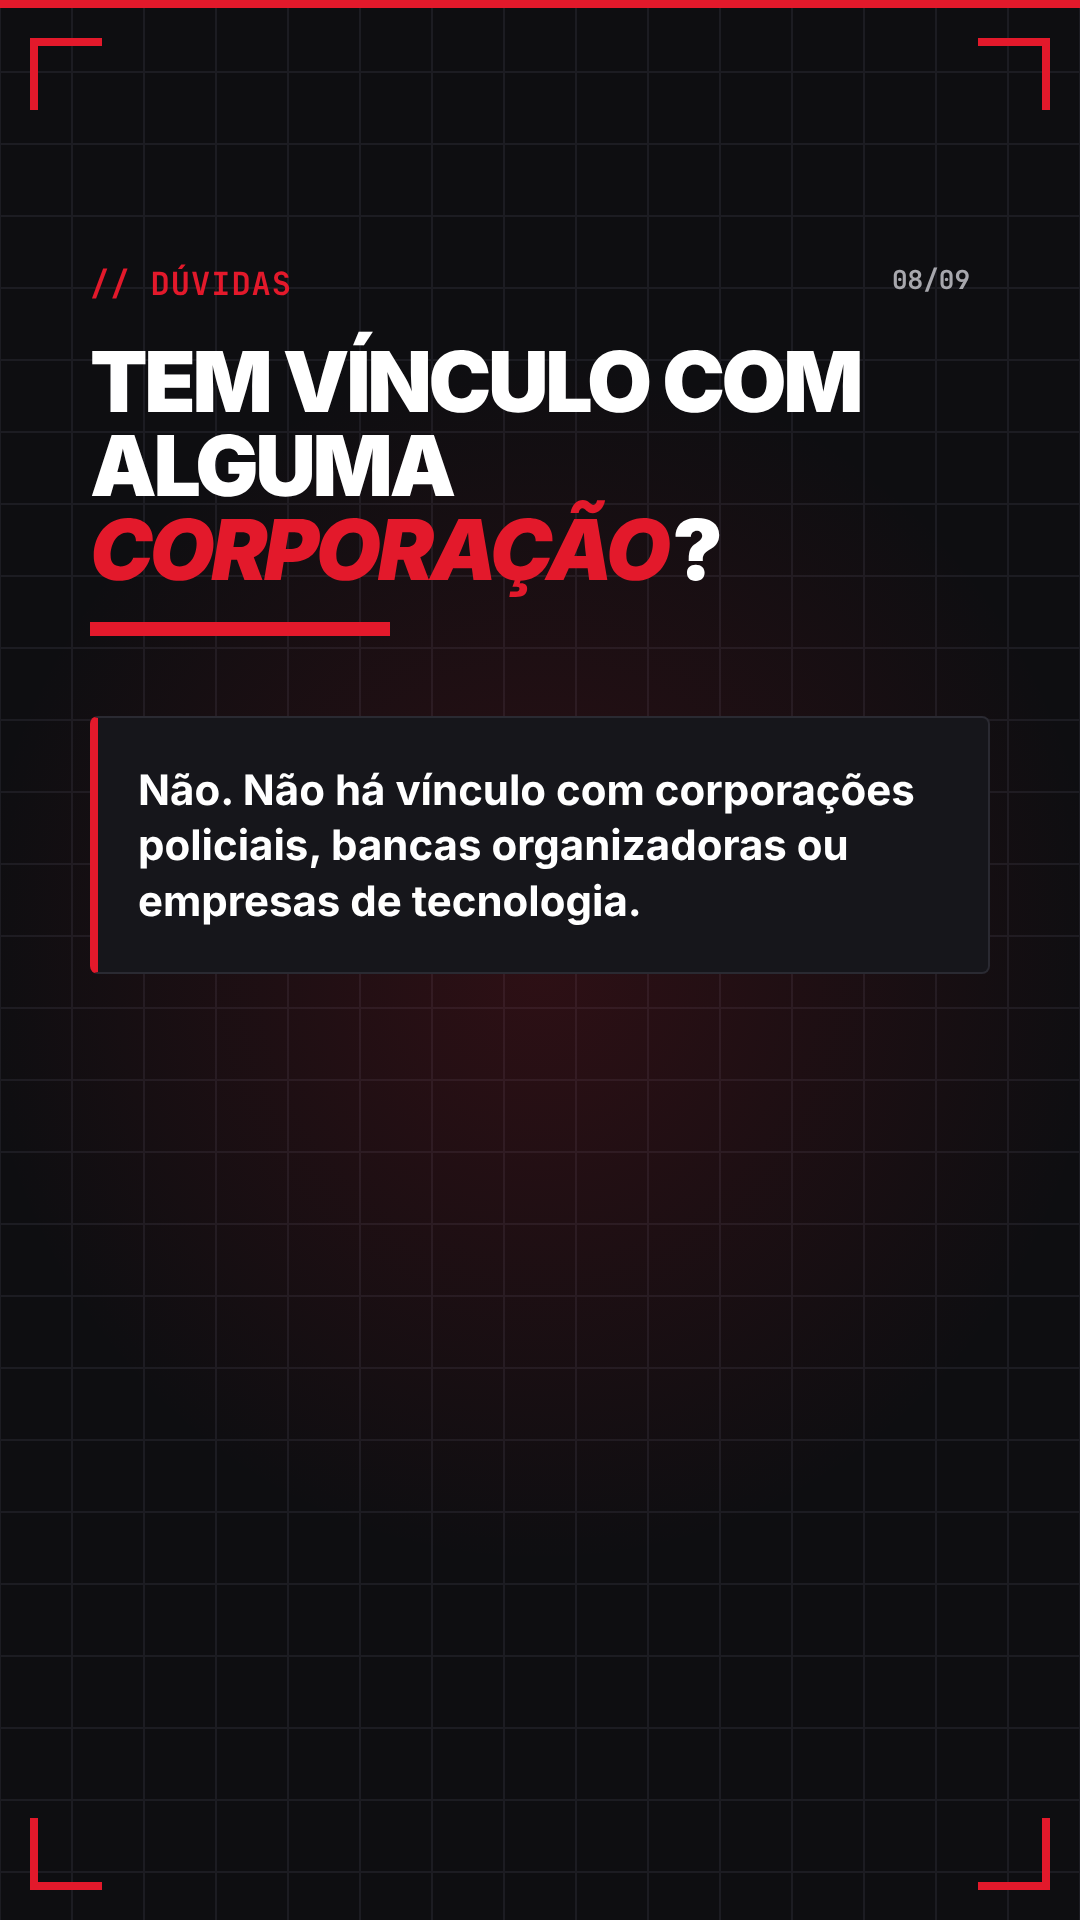 // DÚVIDAS
08/09
TEM VÍNCULO COM
ALGUMA
CORPORAÇÃO?
Não. Não há vínculo com corporações
policiais, bancas organizadoras ou
empresas de tecnologia.